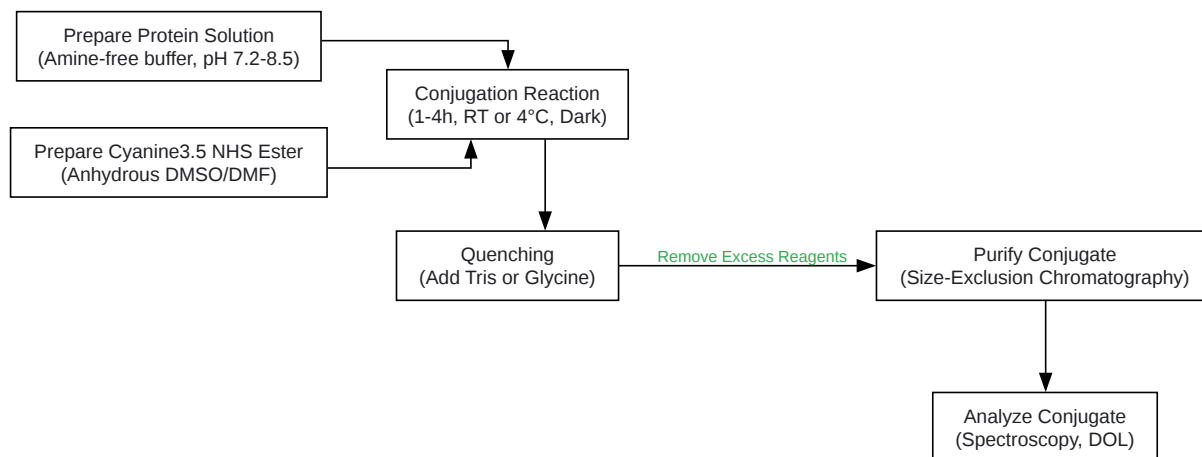 Prepare Protein Solution
(Amine-free buffer, pH 7.2-8.5)
Conjugation Reaction
(1-4h, RT or 4°C, Dark)
Prepare Cyanine3.5 NHS Ester
(Anhydrous DMSO/DMF)
Quenching
(Add Tris or Glycine)
Remove Excess Reagents
Purify Conjugate
(Size-Exclusion Chromatography)
Analyze Conjugate
(Spectroscopy, DOL)